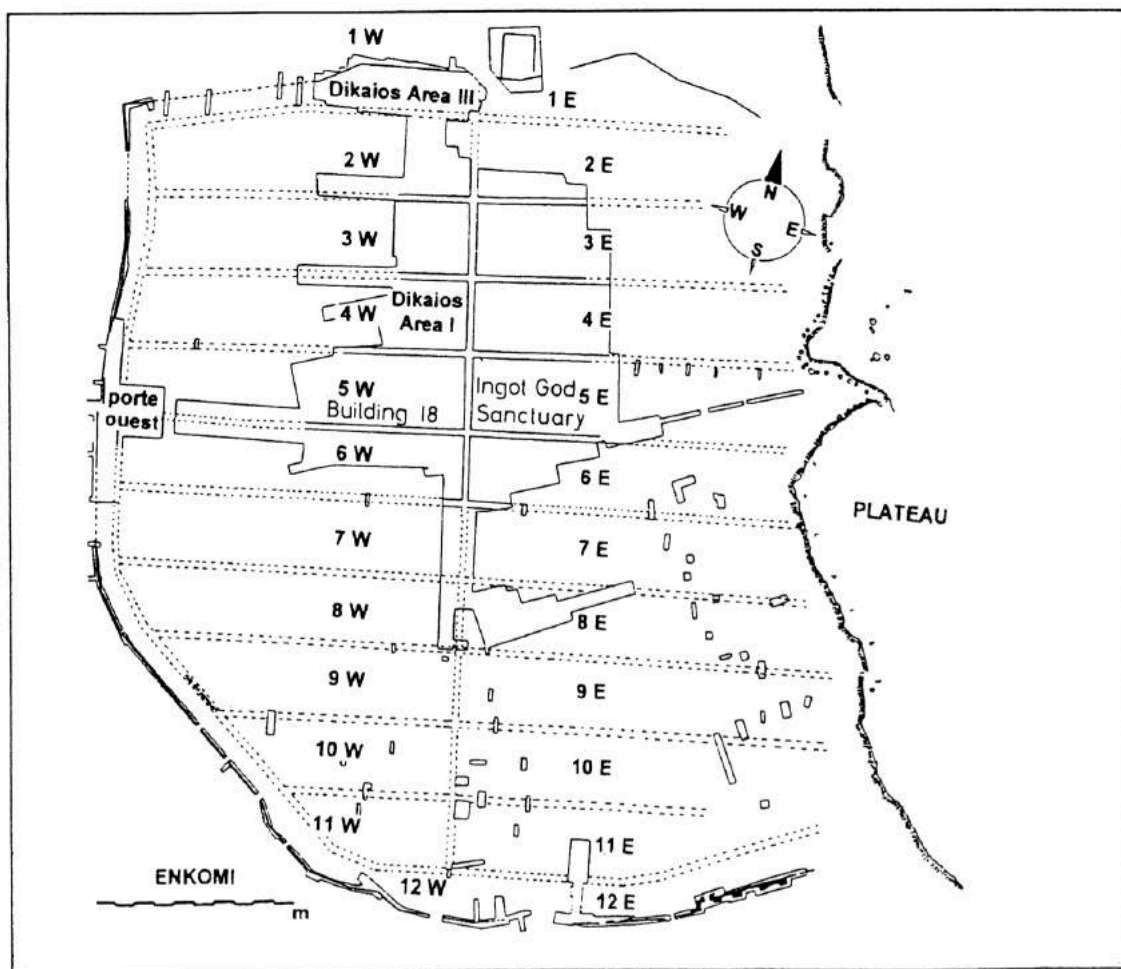 1 W
Dikaios Area III
1 E
2 W
2 E
N
W
E
S
3 W
3 E
4 W
Dikaios
Area I
4 E
5 W
Building 18
Ingot God
Sanctuary
5 E
porte
ouest
6 W
6 E
PLATEAU
7 W
7 E
8 W
8 E
9 W
9 E
10 W
10 E
11 W
11 E
ENKOMI
m
12 W
12 E